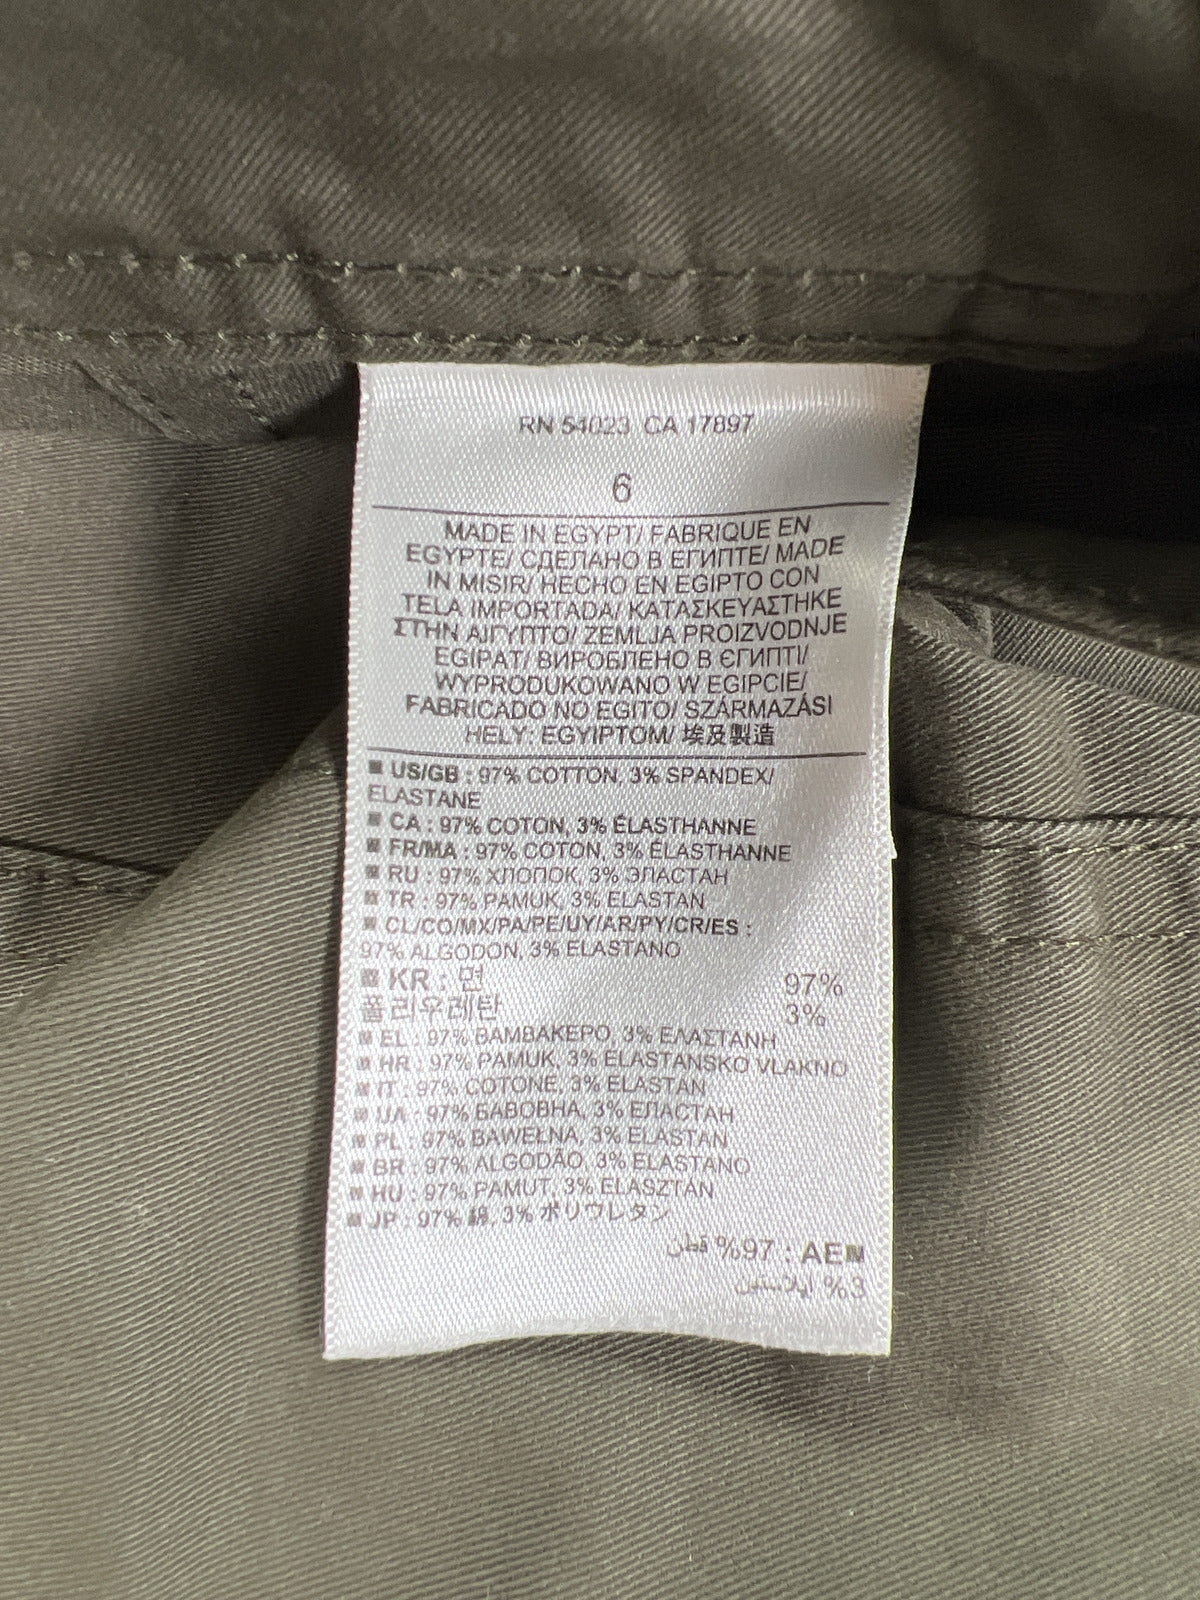 RN 54023 CA 17897
6
MADE IN EGYPT/ FABRIQUE EN
EGYPTE/ СДЕЛАНО В ЕГИПТЕ/ MADE
IN MISIR/ HECHO EN EGIPTO CON
TELA IMPORTADA/ ΚΑΤΑΣΚΕΥΑΣΤΗΚΕ
ΣΤΗΝ ΑΙΓΥΠΤΟ/ ZEMLJA PROIZVODNJE
EGIPAT/ ВИРОБЛЕНО В ЄГИПТІ/
WYPRODUKOWANO W EGIPCIE/
FABRICADO NO EGITO/ SZÁRMAZÁSI
HELY: EGYIPTOM/ 埃及製造
■ US/GB : 97% COTTON, 3% SPANDEX/
ELASTANE
■ CA : 97% COTON, 3% ÉLASTHANNE
■ FR/MA : 97% COTON, 3% ÉLASTHANNE
■ RU : 97% ХЛОПОК, 3% ЭЛАСТАН
■ TR : 97% PAMUK, 3% ELASTAN
■ CL/CO/MX/PA/PE/UY/AR/PY/CR/ES :
97% ALGODON, 3% ELASTANO
■ KR : 면 97%
폴리우레탄 3%
■ EL : 97% ΒΑΜΒΑΚΕΡΟ, 3% ΕΛΑΣΤΑΝΗ
■ HR : 97% PAMUK, 3% ELASTANSKO VLAKNO
■ IT : 97% COTONE, 3% ELASTAN
■ UA : 97% БАВОВНА, 3% ЕЛАСТАН
■ PL : 97% BAWEŁNA, 3% ELASTAN
■ BR : 97% ALGODÃO, 3% ELASTANO
■ HU : 97% PAMUT, 3% ELASZTÁN
■ JP : 97% 綿, 3% ポリウレタン
■AE : 97% قطن
3% إيلاستين